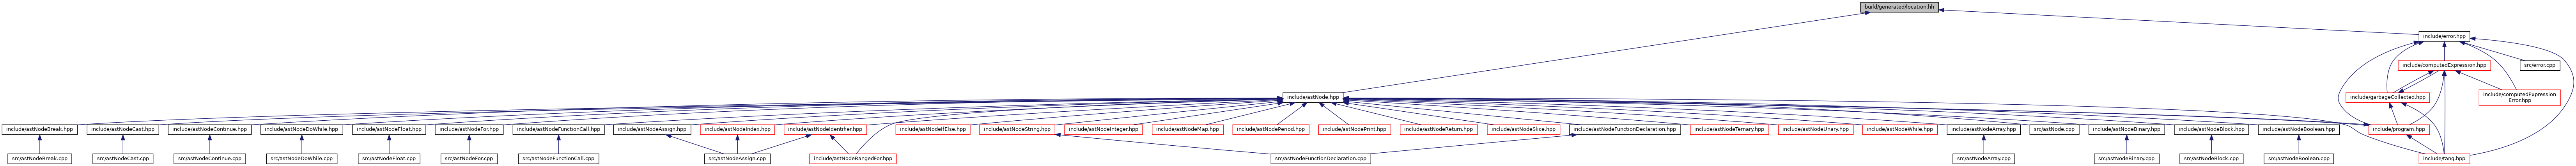 build/generated/location.hh
include/error.hpp
include/computedExpression.hpp
src/error.cpp
include/astNode.hpp
include/garbageCollected.hpp
include/computedExpression
Error.hpp
include/astNodeBreak.hpp
include/astNodeCast.hpp
include/astNodeContinue.hpp
include/astNodeDoWhile.hpp
include/astNodeFloat.hpp
include/astNodeFor.hpp
include/astNodeFunctionCall.hpp
include/astNodeAssign.hpp
include/astNodeIndex.hpp
include/astNodeIdentifier.hpp
include/astNodeIfElse.hpp
include/astNodeString.hpp
include/astNodeInteger.hpp
include/astNodeMap.hpp
include/astNodePeriod.hpp
include/astNodePrint.hpp
include/astNodeReturn.hpp
include/astNodeSlice.hpp
include/astNodeFunctionDeclaration.hpp
include/astNodeTernary.hpp
include/astNodeUnary.hpp
include/astNodeWhile.hpp
include/astNodeArray.hpp
src/astNode.cpp
include/astNodeBinary.hpp
include/astNodeBlock.hpp
include/astNodeBoolean.hpp
include/program.hpp
src/astNodeBreak.cpp
src/astNodeCast.cpp
src/astNodeContinue.cpp
src/astNodeDoWhile.cpp
src/astNodeFloat.cpp
src/astNodeFor.cpp
src/astNodeFunctionCall.cpp
src/astNodeAssign.cpp
include/astNodeRangedFor.hpp
src/astNodeFunctionDeclaration.cpp
src/astNodeArray.cpp
src/astNodeBinary.cpp
src/astNodeBlock.cpp
src/astNodeBoolean.cpp
include/tang.hpp